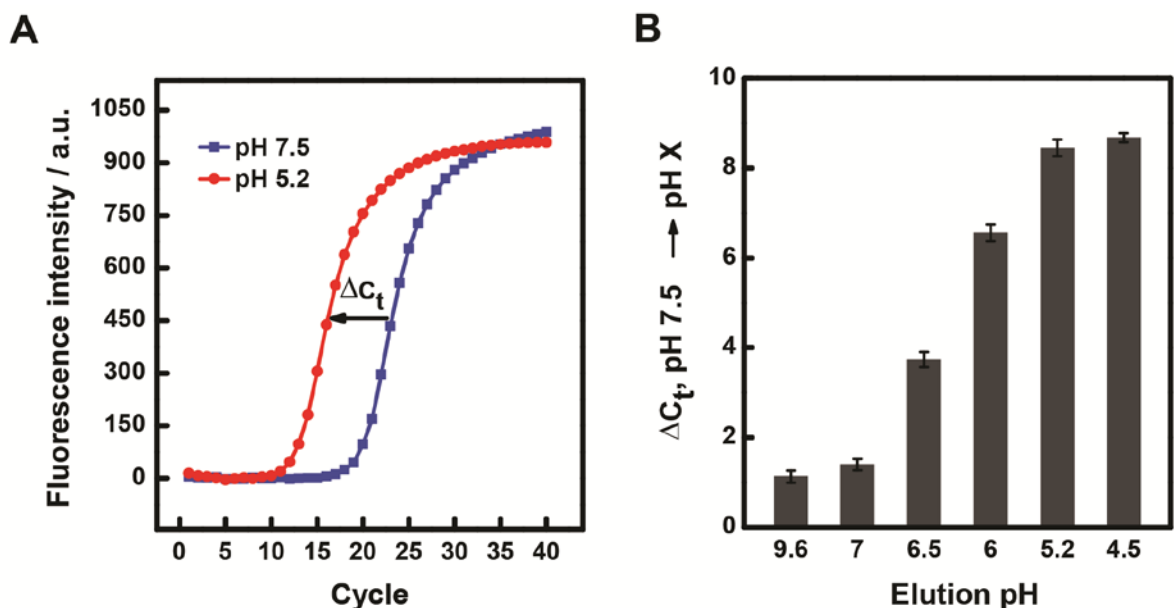 A
Fluorescence intensity / a.u.
1050
900
750
600
450
300
150
0
pH 7.5
pH 5.2
ΔCt
0 5 10 15 20 25 30 35 40
Cycle
B
ΔCt, pH 7.5 → pH X
10
8
6
4
2
0
9.6 7 6.5 6 5.2 4.5
Elution pH